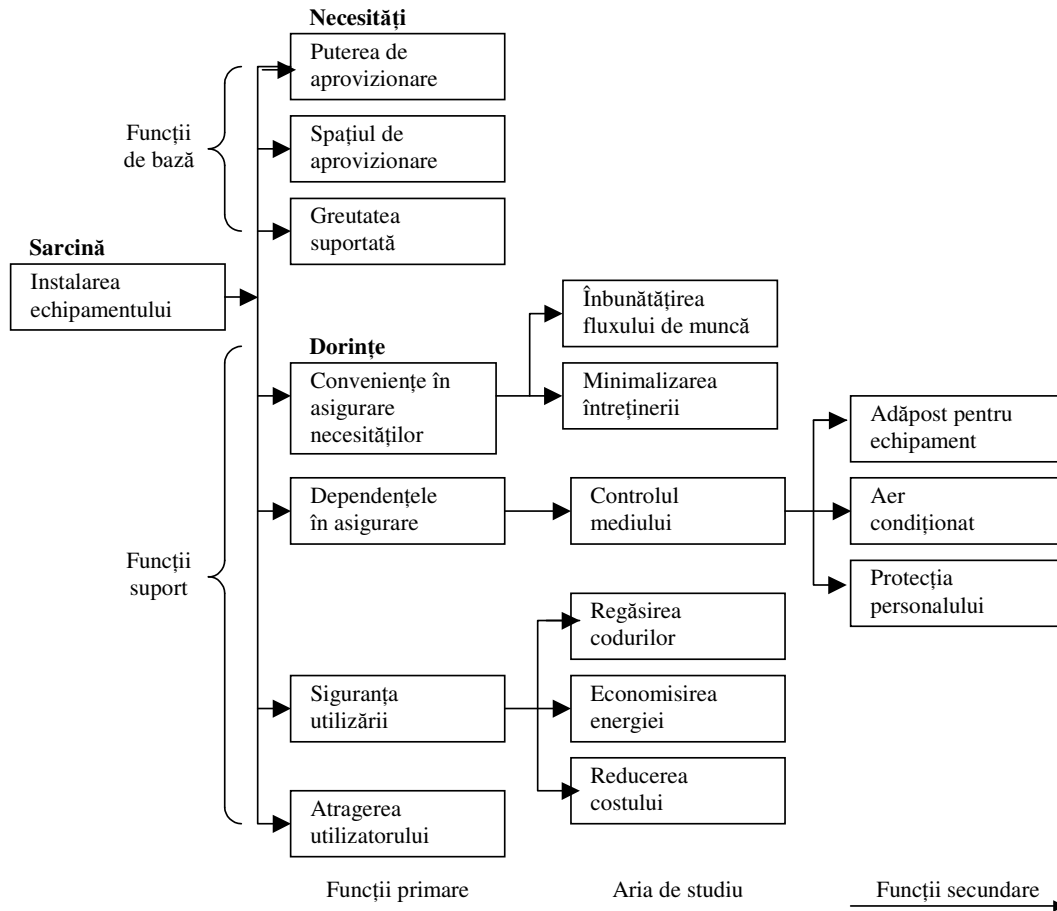 Necesități
Puterea de
aprovizionare
Funcții
de bază
Spațiul de
aprovizionare
Greutatea
suportată
Sarcină
Instalarea
echipamentului
Înbunătățirea
fluxului de muncă
Dorințe
Conveniențe în
asigurare
necesităților
Minimalizarea
întreținerii
Adăpost pentru
echipament
Dependențele
în asigurare
Controlul
mediului
Aer
condiționat
Funcții
suport
Protecția
personalului
Regăsirea
codurilor
Siguranța
utilizării
Economisirea
energiei
Reducerea
costului
Atragerea
utilizatorului
Funcții primare
Aria de studiu
Funcții secundare